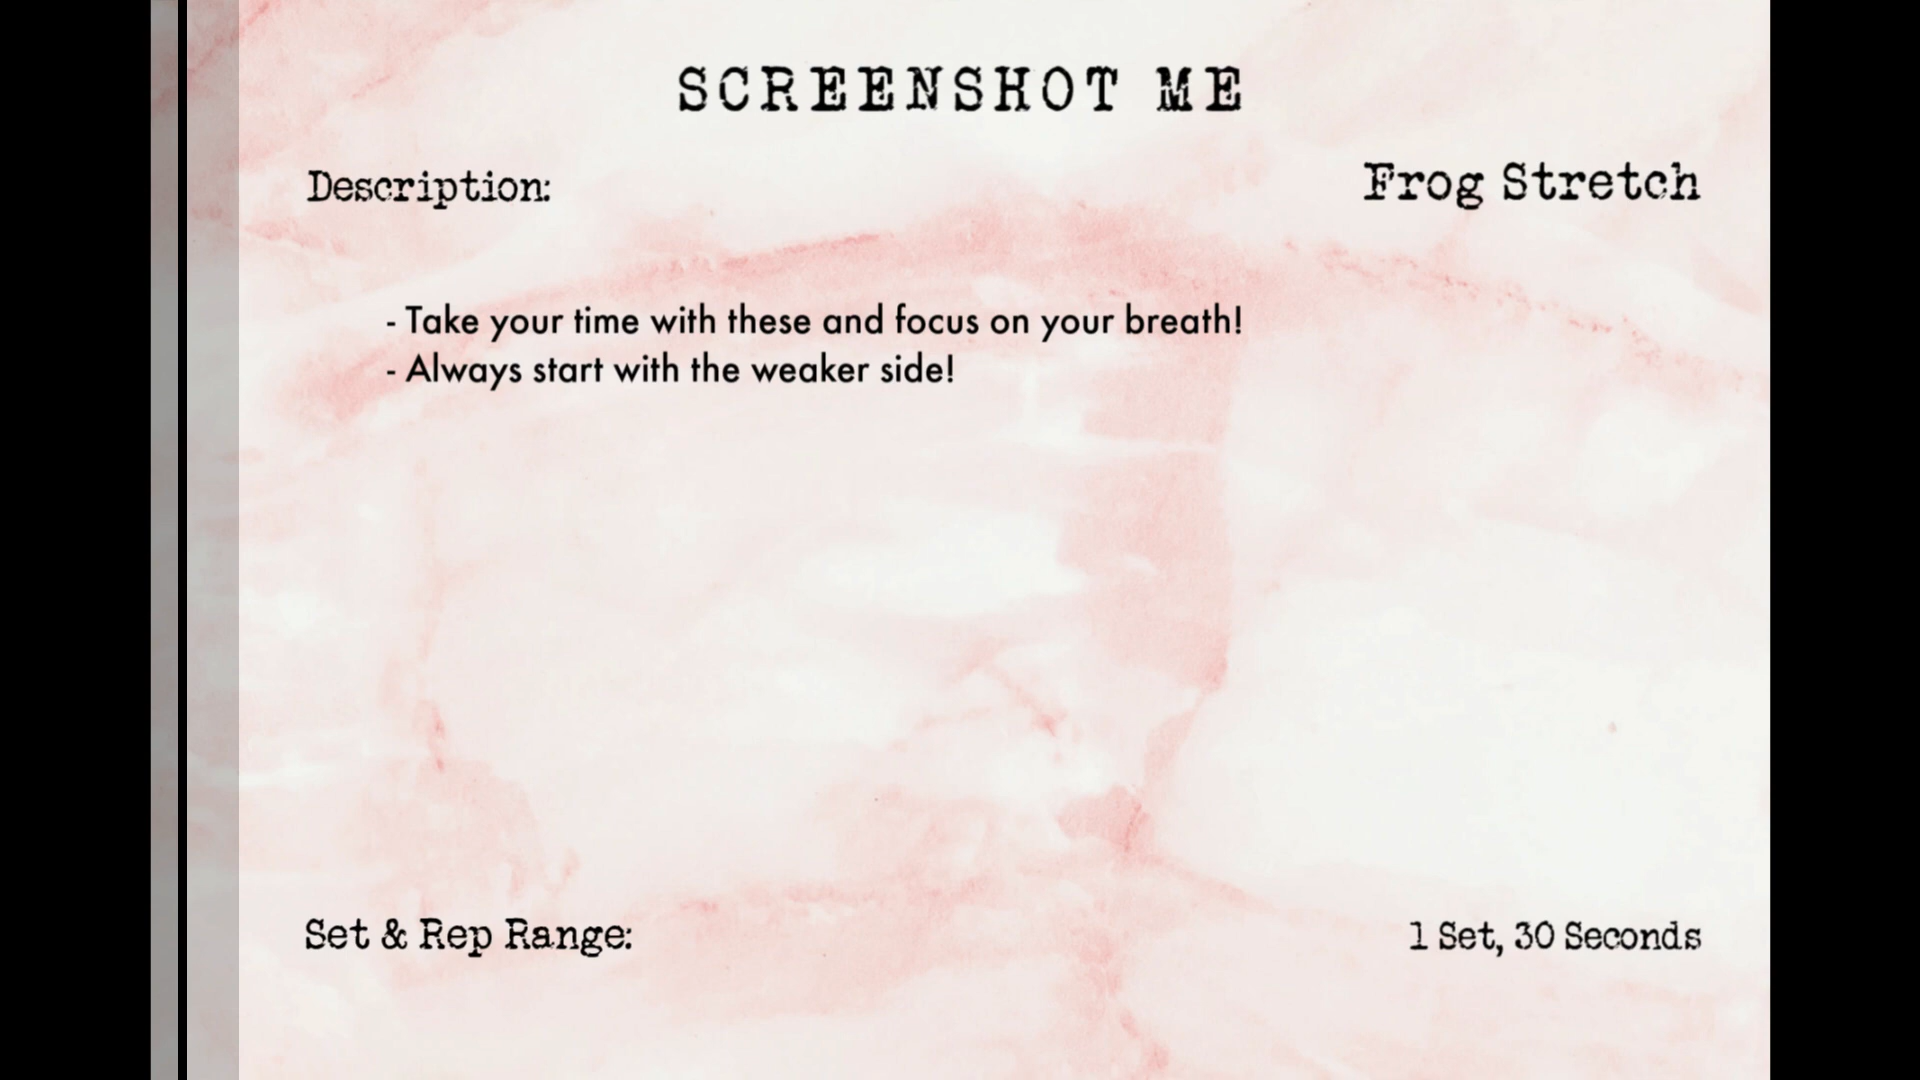 SCREENSHOT ME
Description:
Frog Stretch
- Take your time with these and focus on your breath!
- Always start with the weaker side!
Set & Rep Range:
1 Set, 30 Seconds